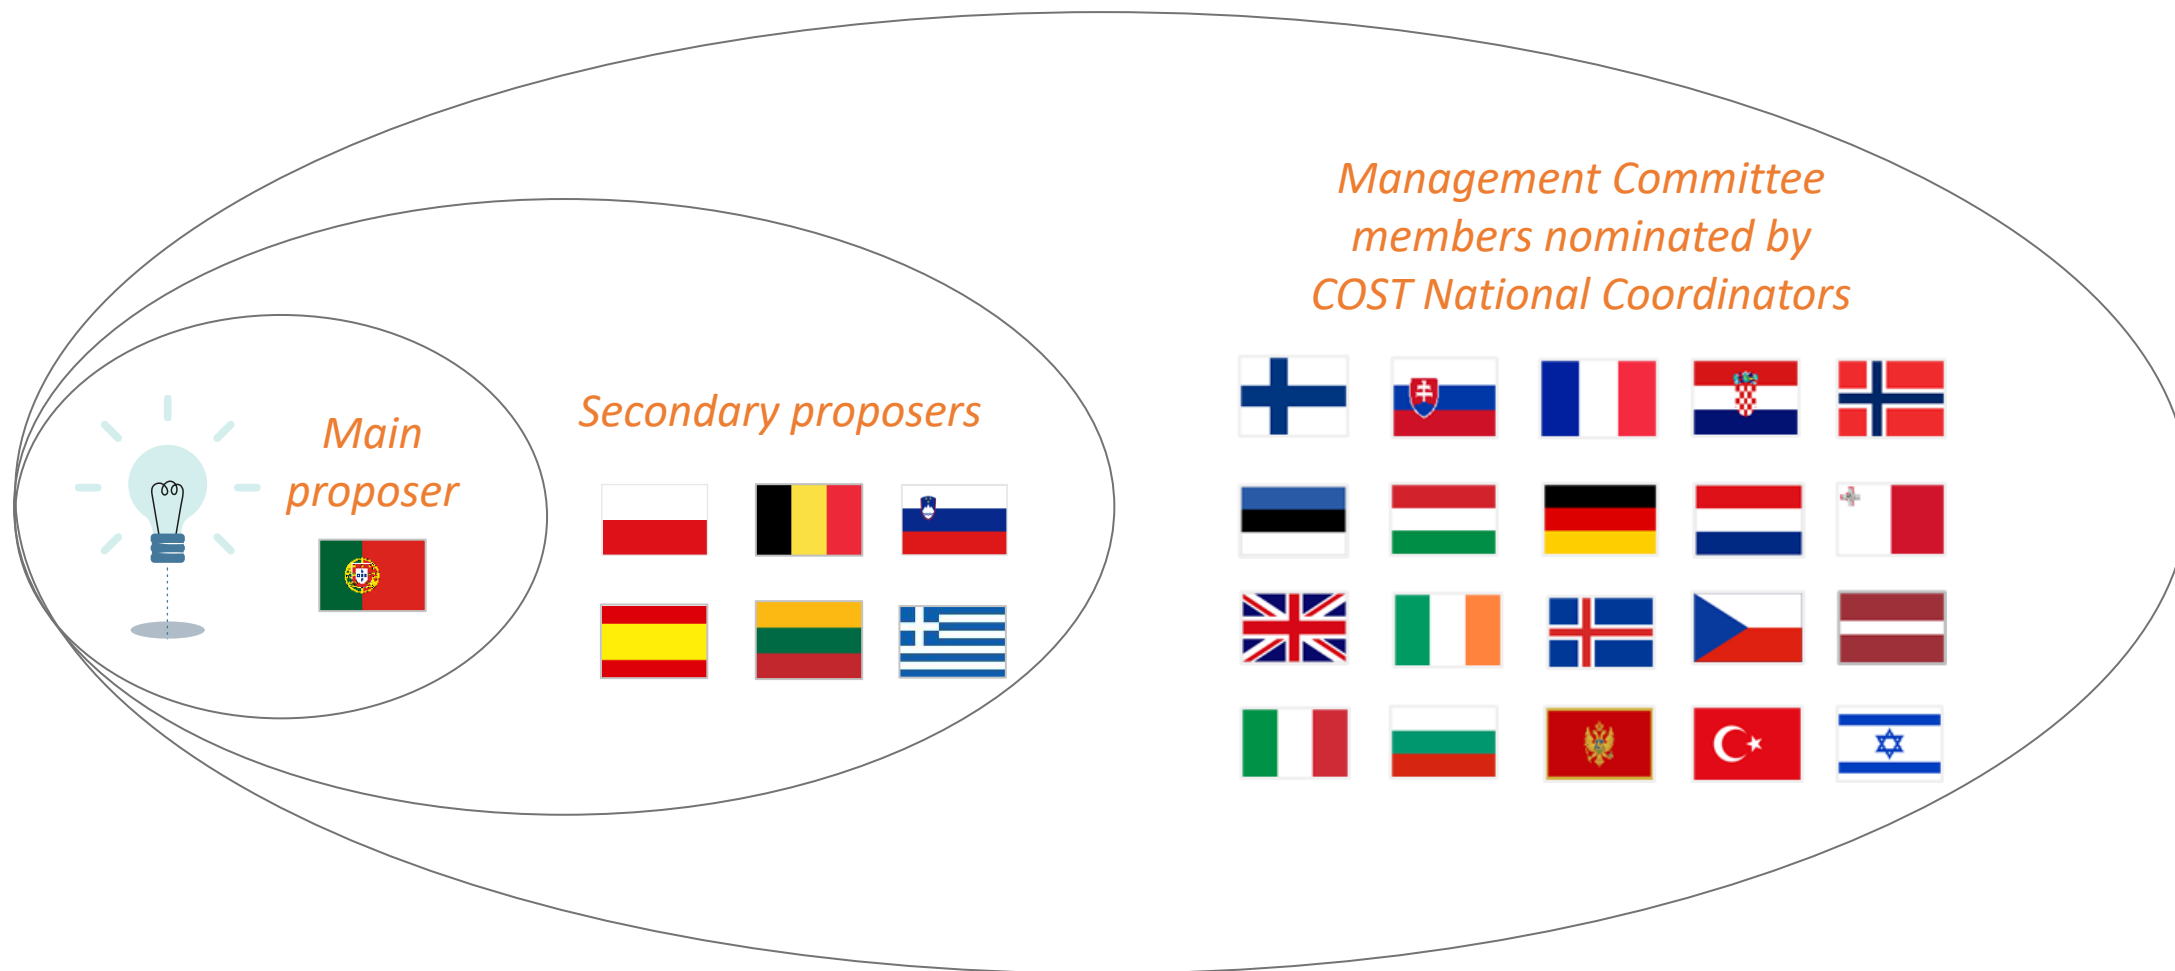 Main
proposer
Secondary proposers
Management Committee
members nominated by
COST National Coordinators